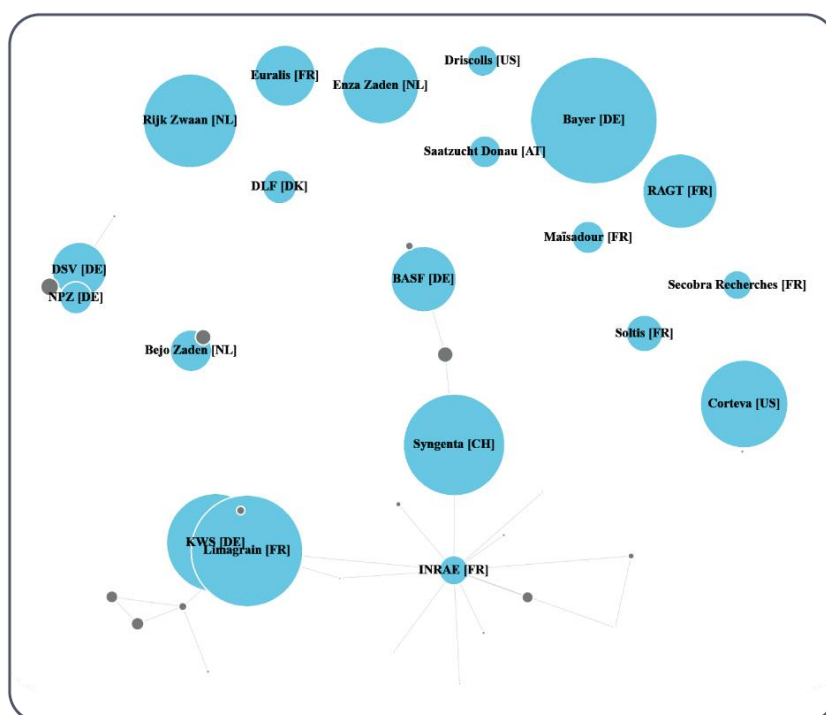 Driscolls [US]
Euralis [FR]
Enza Zaden [NL]
Rijk Zwaan [NL]
Bayer [DE]
Saatzucht Donau [AT]
DLF [DK]
RAGT [FR]
Maïsadour [FR]
DSV [DE]
BASF [DE]
Secobra Recherches [FR]
NPZ [DE]
Soltis [FR]
Bejo Zaden [NL]
Corteva [US]
Syngenta [CH]
KWS [DE]
Limagrain [FR]
INRAE [FR]